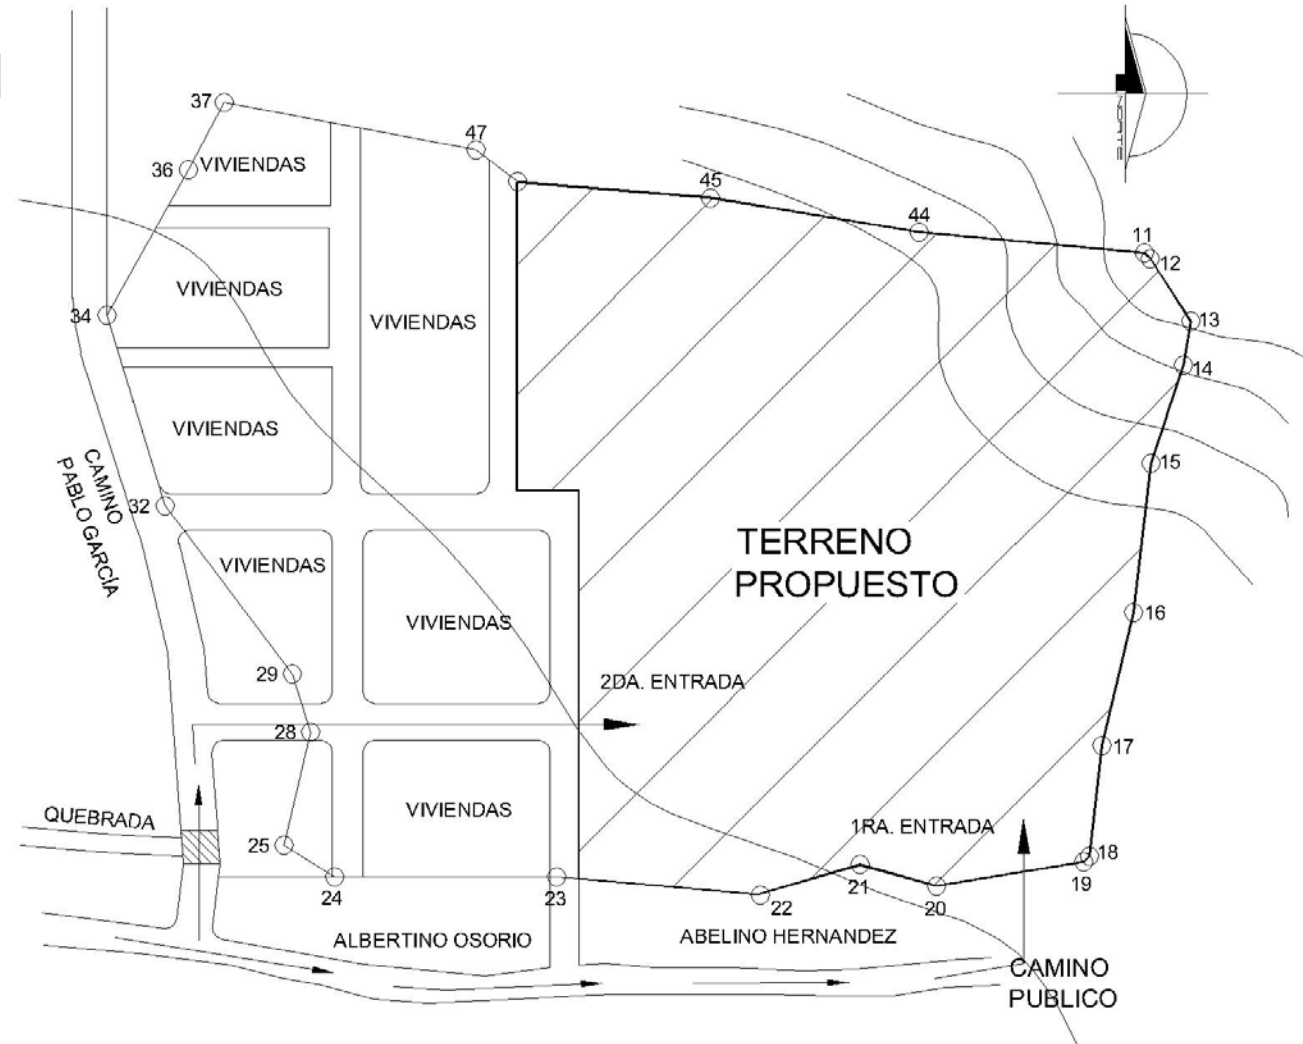 37
47
36
VIVIENDAS
NORTE
45
44
11
12
VIVIENDAS
34
VIVIENDAS
13
14
VIVIENDAS
CAMINO
PABLO GARCÍA
15
32
TERRENO
PROPUESTO
VIVIENDAS
VIVIENDAS
16
29
2DA. ENTRADA
28
17
QUEBRADA
VIVIENDAS
1RA. ENTRADA
25
18
19
24
23
22
21
20
ALBERTINO OSORIO
ABELINO HERNANDEZ
CAMINO
PUBLICO